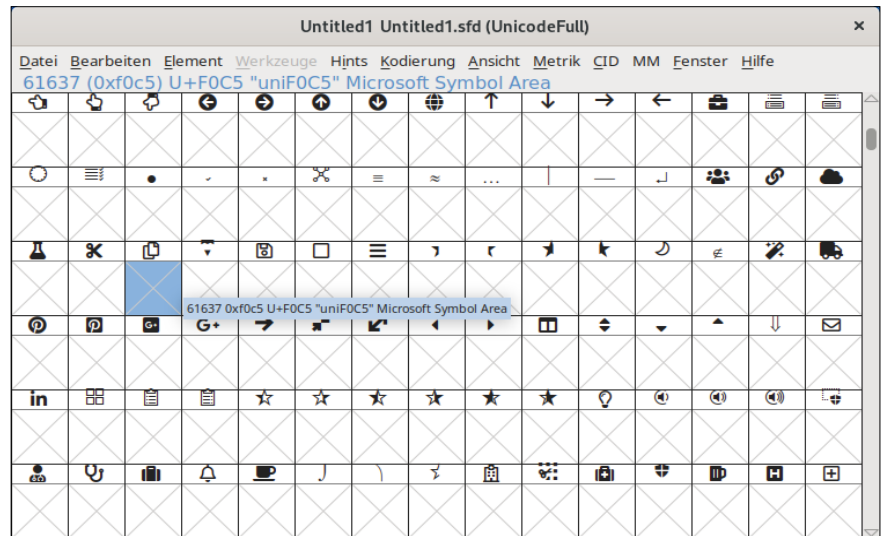 Untitled1 Untitled1.sfd (UnicodeFull)
×
Datei Bearbeiten Element Werkzeuge Hints Kodierung Ansicht Metrik CID MM Fenster Hilfe
61637 (0xf0c5) U+F0C5 "uniF0C5" Microsoft Symbol Area
61637 0xf0c5 U+F0C5 "uniF0C5" Microsoft Symbol Area
G+ G+
in
H